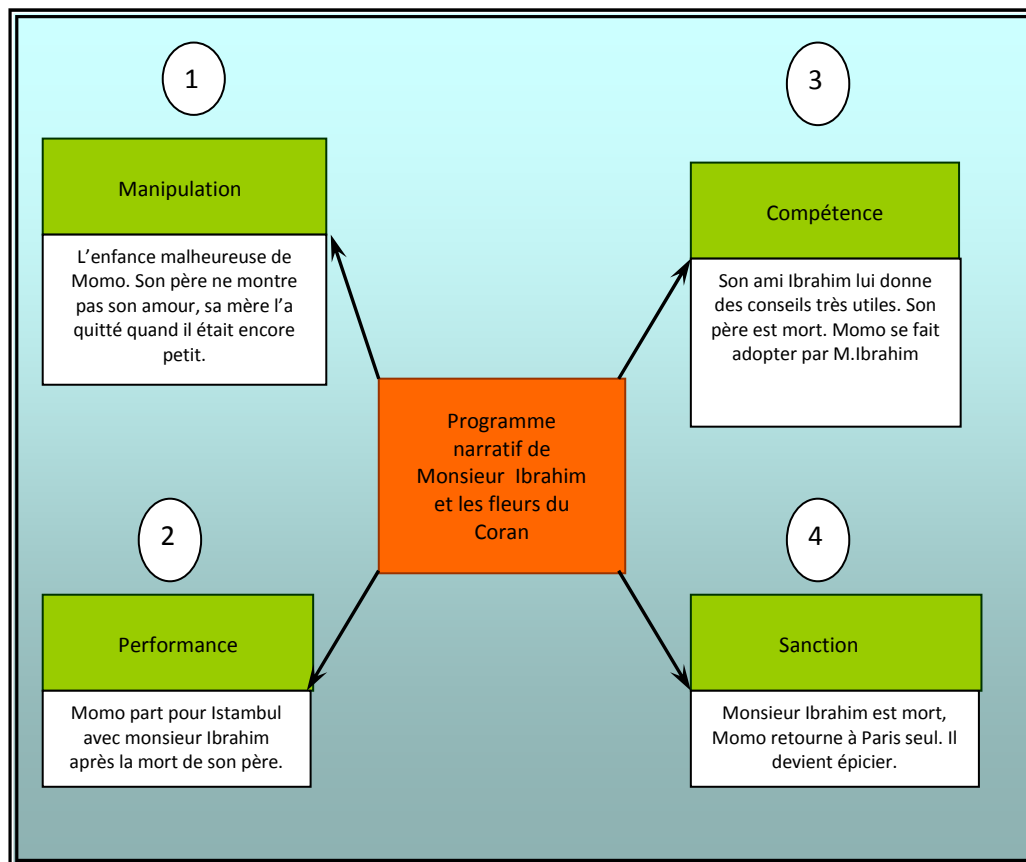 1
Manipulation
L'enfance malheureuse de
Momo. Son père ne montre
pas son amour, sa mère l'a
quitté quand il était encore
petit.
3
Compétence
Son ami Ibrahim lui donne
des conseils très utiles. Son
père est mort. Momo se fait
adopter par M.Ibrahim
Programme
narratif de
Monsieur Ibrahim
et les fleurs du
Coran
2
Performance
Momo part pour Istambul
avec monsieur Ibrahim
après la mort de son père.
4
Sanction
Monsieur Ibrahim est mort,
Momo retourne à Paris seul. Il
devient épicier.